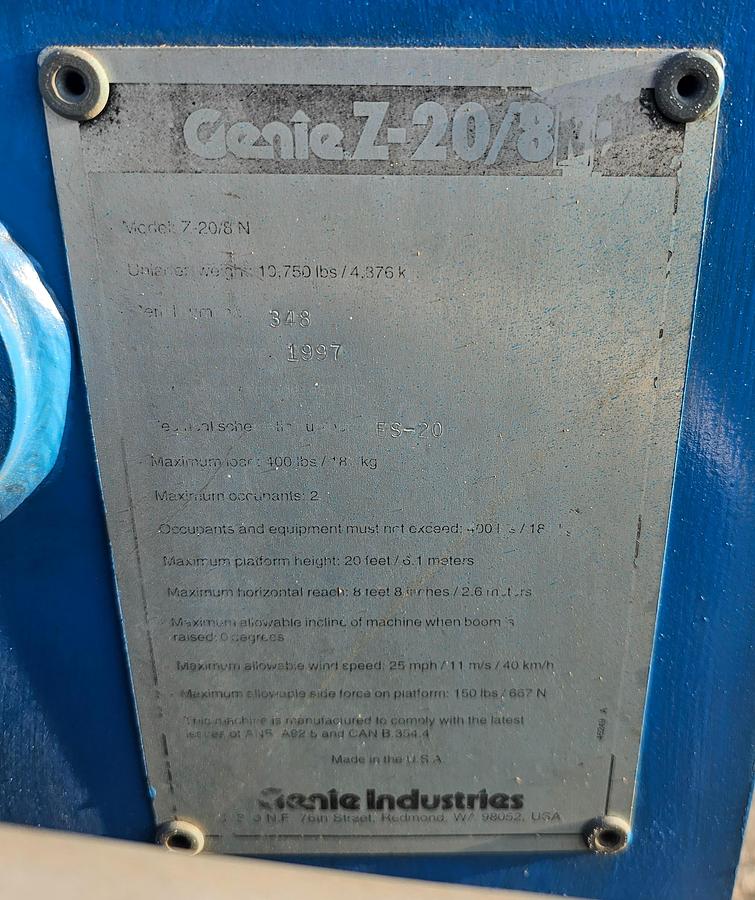 Genie Z-20/8
Model: Z-20/8 N
weight: 10,750 lbs / 4,876 k
348
1997
ES-20
Maximum load: 400 lbs / 18 kg
Maximum occupants: 2
Occupants and equipment must not exceed: 400 / 18
Maximum platform height: 20 feet / 6.1 meters
Maximum horizontal reach: 8 feet 8 inches / 2.6 meters
Maximum allowable incline of machine when boom is
raised: 0 degrees
Maximum allowable wind speed: 25 mph / 11 m/s / 40 km/h
Maximum allowable side force on platform: 150 lbs / 667 N
This machine is manufactured to comply with the latest
issues of A92.5 and CAN B.354.4
Made in the U.S.A.
Genie Industries
N.E. 76th Street, Redmond, WA 98052, USA